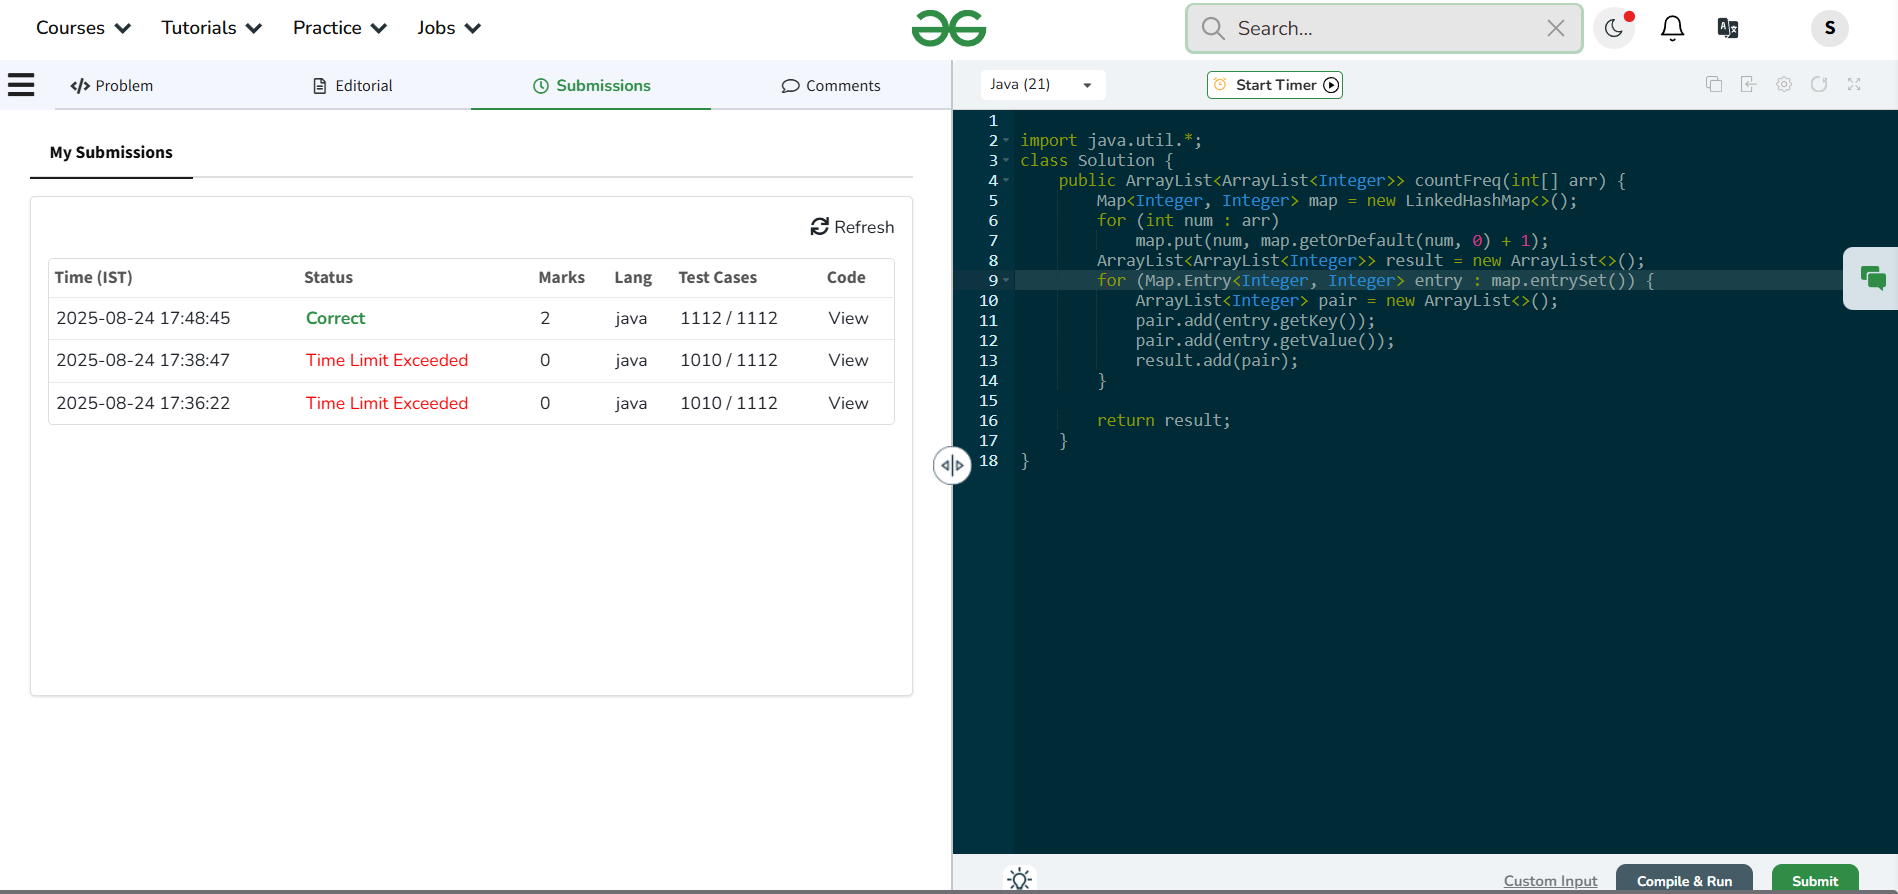 Courses Tutorials Practice Jobs Search... S
Problem Editorial Submissions Comments
My Submissions
Refresh
Time (IST) Status Marks Lang Test Cases Code
2025-08-24 17:48:45 Correct 2 java 1112 / 1112 View
2025-08-24 17:38:47 Time Limit Exceeded 0 java 1010 / 1112 View
2025-08-24 17:36:22 Time Limit Exceeded 0 java 1010 / 1112 View
Java (21) Start Timer
1
2 import java.util.*;
3 class Solution {
4     public ArrayList<ArrayList<Integer>> countFreq(int[] arr) {
5         Map<Integer, Integer> map = new LinkedHashMap<>();
6         for (int num : arr)
7             map.put(num, map.getOrDefault(num, 0) + 1);
8         ArrayList<ArrayList<Integer>> result = new ArrayList<>();
9         for (Map.Entry<Integer, Integer> entry : map.entrySet()) {
10             ArrayList<Integer> pair = new ArrayList<>();
11             pair.add(entry.getKey());
12             pair.add(entry.getValue());
13             result.add(pair);
14         }
15
16         return result;
17     }
18 }
Custom Input Compile & Run Submit